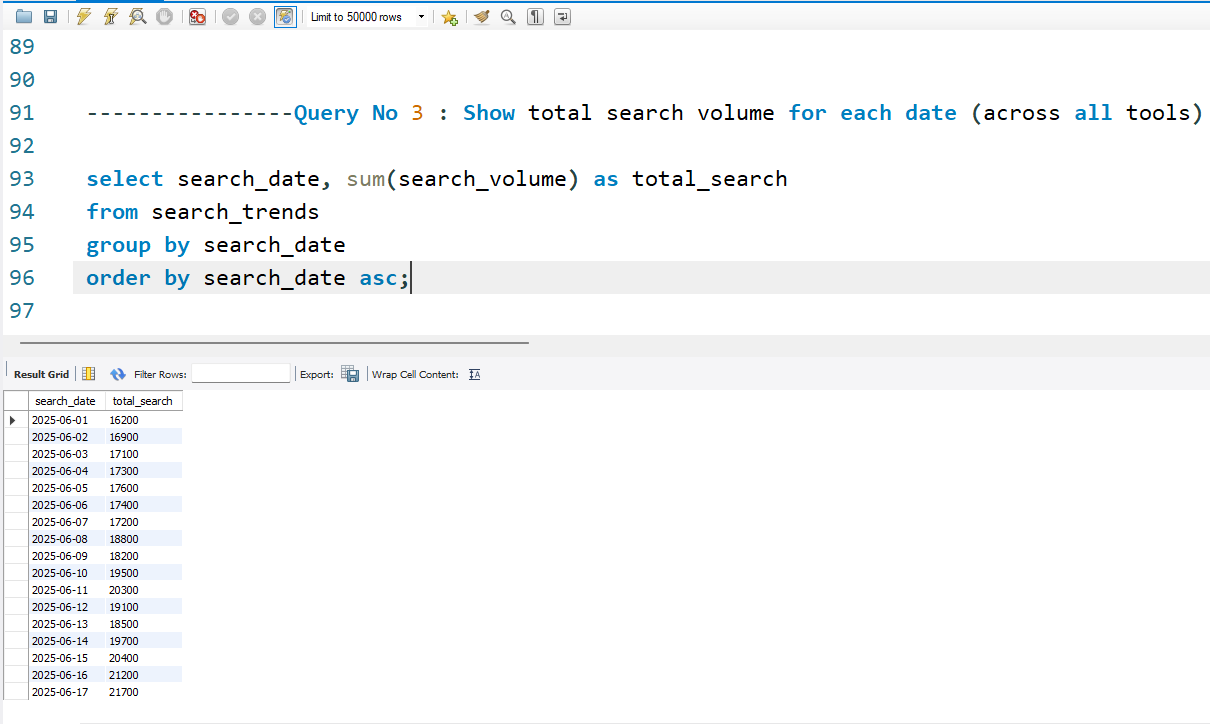 Limit to 50000 rows
89
90
91 ----------------Query No 3 : Show total search volume for each date (across all tools)
92
93 select search_date, sum(search_volume) as total_search
94 from search_trends
95 group by search_date
96 order by search_date asc;
97
Result Grid Filter Rows: Export: Wrap Cell Content:
search_date total_search
2025-06-01 16200
2025-06-02 16900
2025-06-03 17100
2025-06-04 17300
2025-06-05 17600
2025-06-06 17400
2025-06-07 17200
2025-06-08 18800
2025-06-09 18200
2025-06-10 19500
2025-06-11 20300
2025-06-12 19100
2025-06-13 18500
2025-06-14 19700
2025-06-15 20400
2025-06-16 21200
2025-06-17 21700